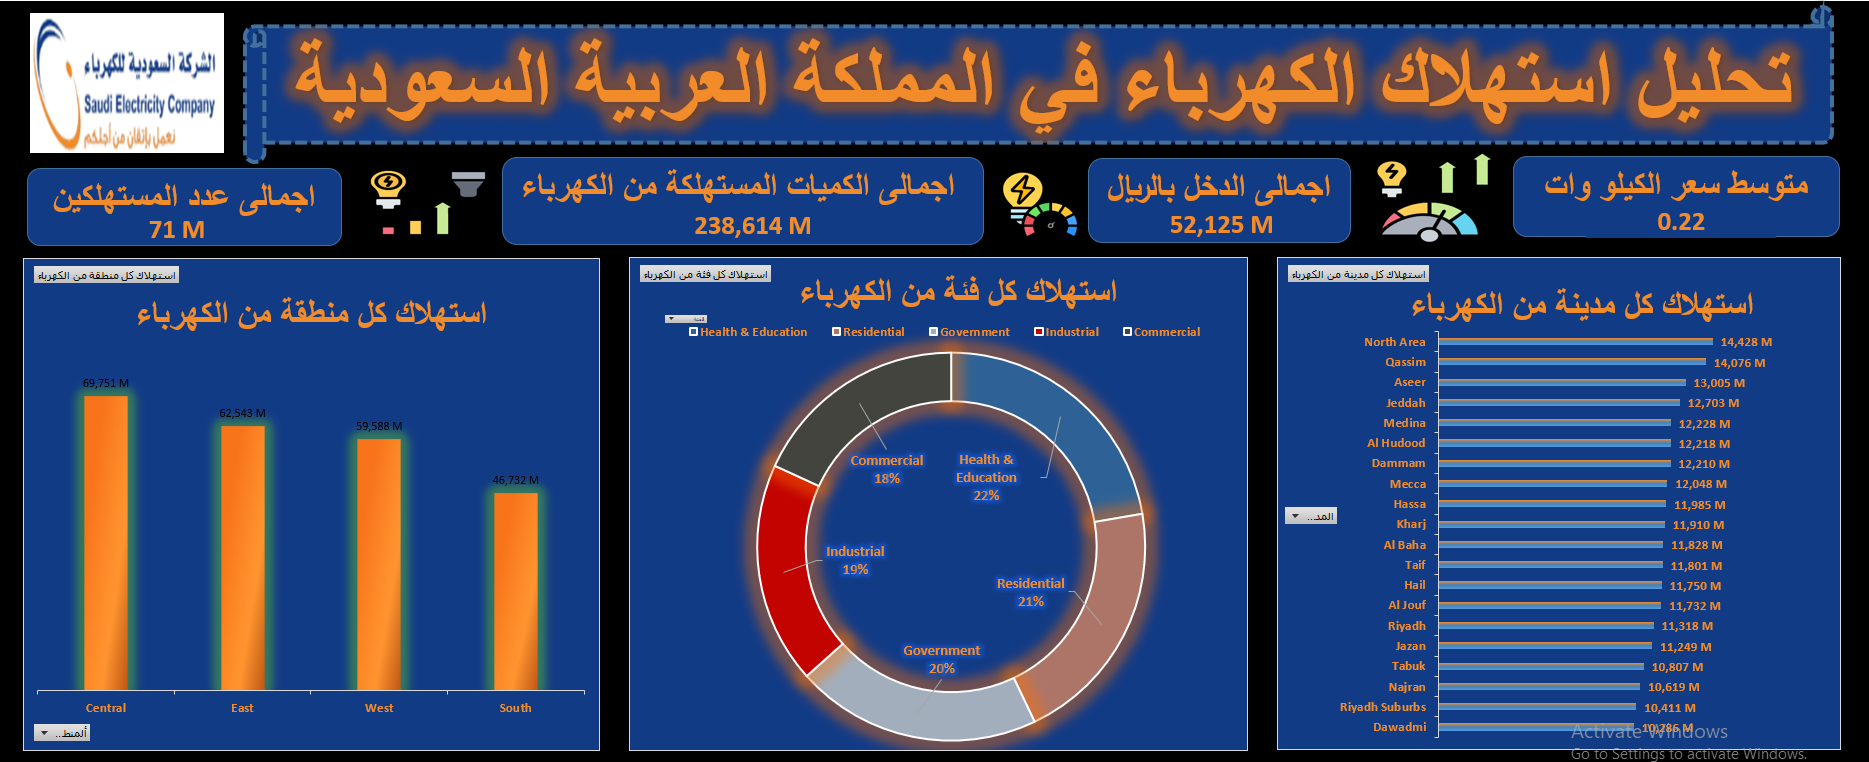 الشركة السعودية للكهرباء
Saudi Electricity Company
نعمل بإتقان من أجلكم
تحليل استهلاك الكهرباء في المملكة العربية السعودية
اجمالى عدد المستهلكين
71 M
اجمالى الكميات المستهلكة من الكهرباء
238,614 M
اجمالى الدخل بالريال
52,125 M
متوسط سعر الكيلو وات
0.22
استهلاك كل منطقة من الكهرباء
استهلاك كل منطقة من الكهرباء
69,751 M
62,543 M
59,588 M
46,732 M
Central
East
West
South
ألمنط...
استهلاك كل فئة من الكهرباء
استهلاك كل فئة من الكهرباء
Health & Education
Residential
Government
Industrial
Commercial
Commercial
18%
Health &
Education
22%
Industrial
19%
Residential
21%
Government
20%
استهلاك كل مدينة من الكهرباء
استهلاك كل مدينة من الكهرباء
المد...
North Area 14,428 M
Qassim 14,076 M
Aseer 13,005 M
Jeddah 12,703 M
Medina 12,228 M
Al Hudood 12,218 M
Dammam 12,210 M
Mecca 12,048 M
Hassa 11,985 M
Kharj 11,910 M
Al Baha 11,828 M
Taif 11,801 M
Hail 11,750 M
Al Jouf 11,732 M
Riyadh 11,318 M
Jazan 11,249 M
Tabuk 10,807 M
Najran 10,619 M
Riyadh Suburbs 10,411 M
Dawadmi 10,286 M
Activate Windows
Go to Settings to activate Windows.